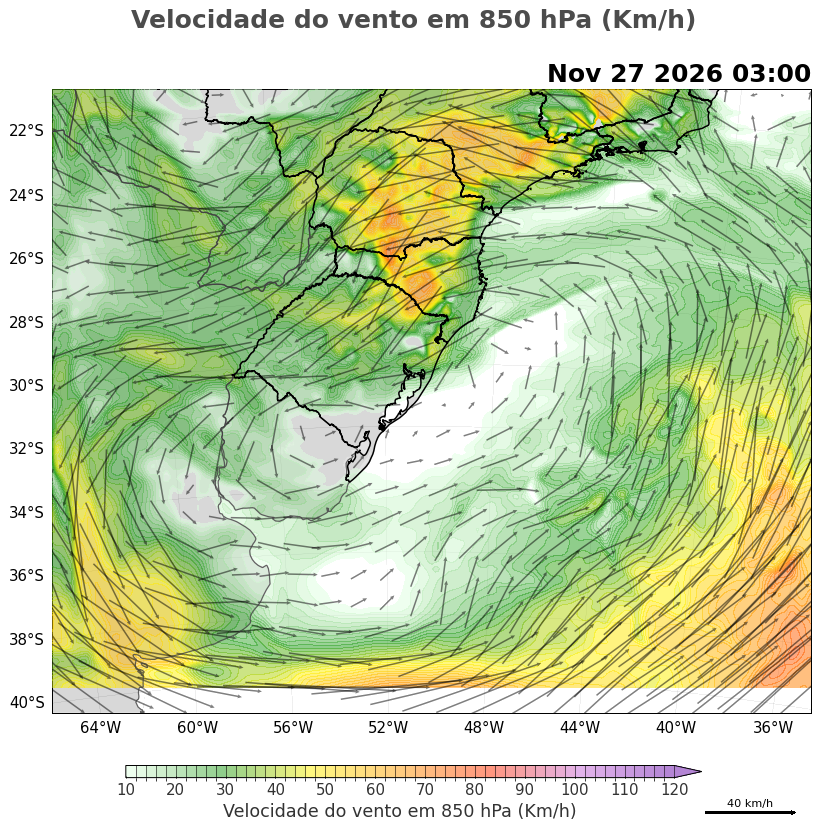 Velocidade do vento em 850 hPa (Km/h)
Nov 27 2026 03:00
22°S
24°S
26°S
28°S
30°S
32°S
34°S
36°S
38°S
40°S
64°W 60°W 56°W 52°W 48°W 44°W 40°W 36°W
10 20 30 40 50 60 70 80 90 100 110 120
Velocidade do vento em 850 hPa (Km/h)
40 km/h